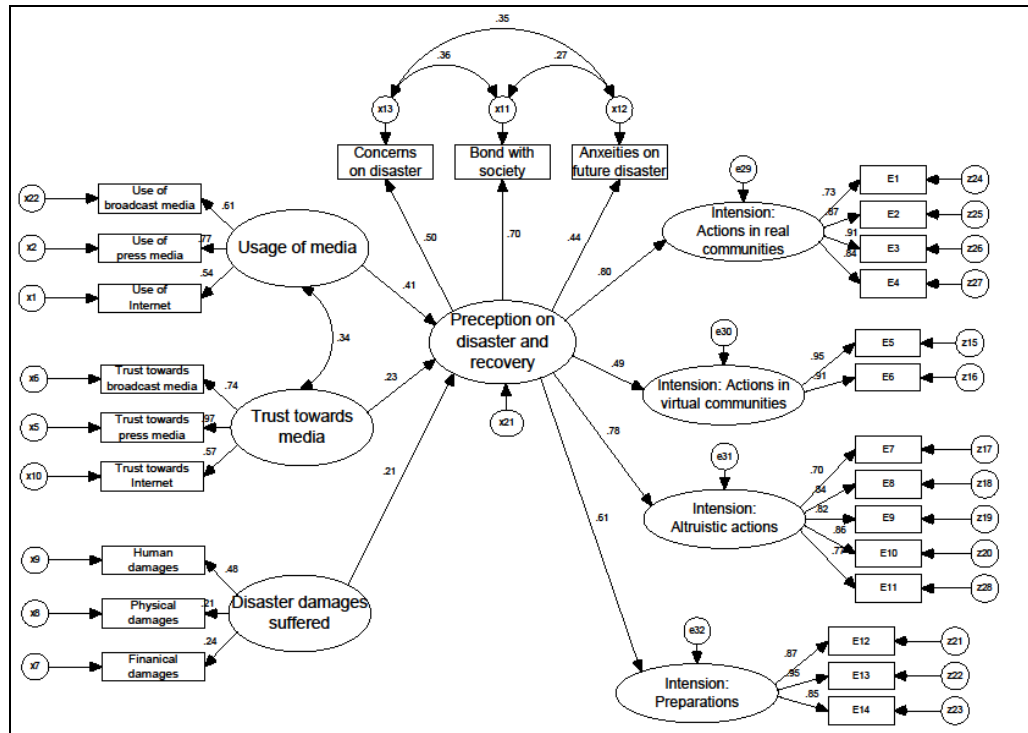 .35
.36
.27
x13
x11
x12
Concerns
on disaster
Bond with
society
Anxeities on
future disaster
x22
Use of
broadcast media
.61
x2
Use of
press media
.77
x1
Use of
Internet
.54
Usage of media
.41
.34
x6
Trust towards
broadcast media
.74
x5
Trust towards
press media
.97
x10
Trust towards
Internet
.57
Trust towards
media
.23
x9
Human
damages
.48
x8
Physical
damages
.21
x7
Finanical
damages
.24
Disaster damages
suffered
.21
.50
.70
.44
Preception on
disaster and
recovery
x21
.80
.49
.78
.61
e29
Intension:
Actions in real
communities
.73
E1
z24
.87
E2
z25
.91
E3
z26
.84
E4
z27
e30
Intension: Actions in
virtual communities
.95
E5
z15
.91
E6
z16
e31
Intension:
Altruistic actions
.70
E7
z17
.84
E8
z18
.82
E9
z19
.86
E10
z20
.77
E11
z28
e32
Intension:
Preparations
.87
E12
z21
.95
E13
z22
.85
E14
z23